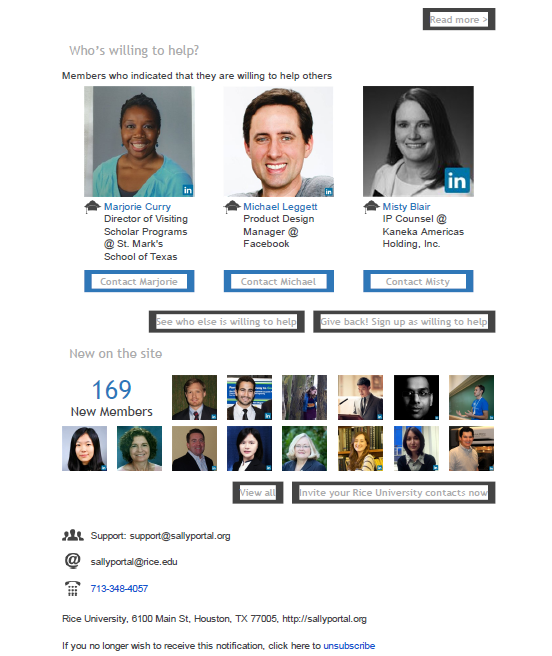 Read more >
Who's willing to help?
Members who indicated that they are willing to help others
in
in
in
Marjorie Curry
Director of Visiting
Scholar Programs
@ St. Mark's
School of Texas
Michael Leggett
Product Design
Manager @
Facebook
Misty Blair
IP Counsel @
Kaneka Americas
Holding, Inc.
Contact Marjorie
Contact Michael
Contact Misty
See who else is willing to help
Give back! Sign up as willing to help
New on the site
169
New Members
View all
Invite your Rice University contacts now
Support: support@sallyportal.org
@ sallyportal@rice.edu
713-348-4057
Rice University, 6100 Main St, Houston, TX 77005, http://sallyportal.org
If you no longer wish to receive this notification, click here to unsubscribe